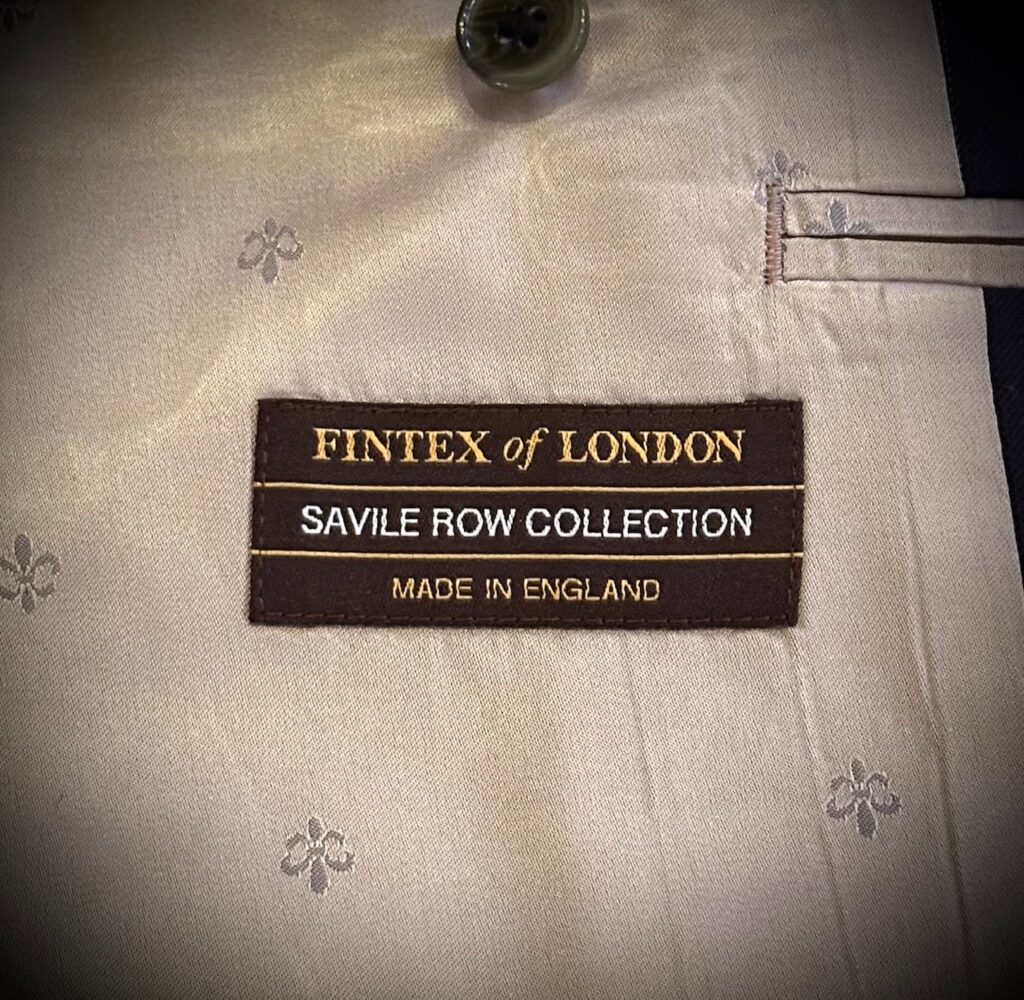 FINTEX of LONDON
SAVILE ROW COLLECTION
MADE IN ENGLAND